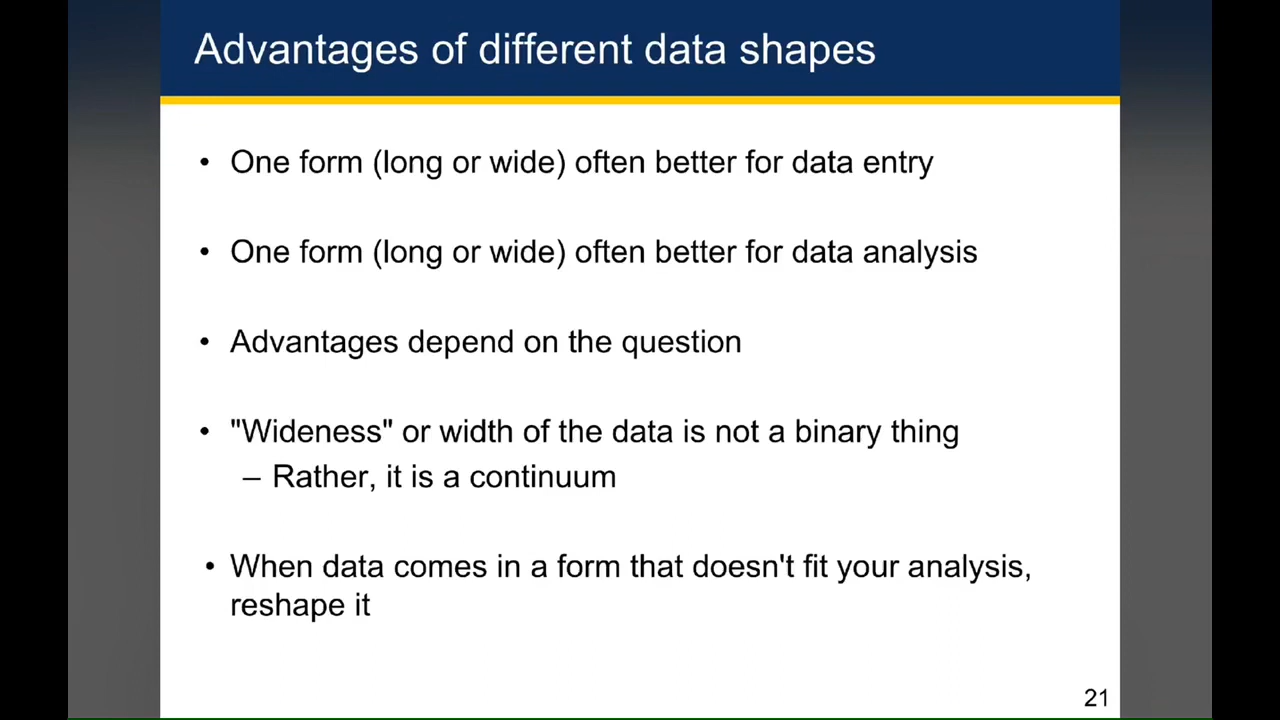 Advantages of different data shapes
• One form (long or wide) often better for data entry
• One form (long or wide) often better for data analysis
• Advantages depend on the question
• "Wideness" or width of the data is not a binary thing
– Rather, it is a continuum
• When data comes in a form that doesn't fit your analysis,
reshape it
21